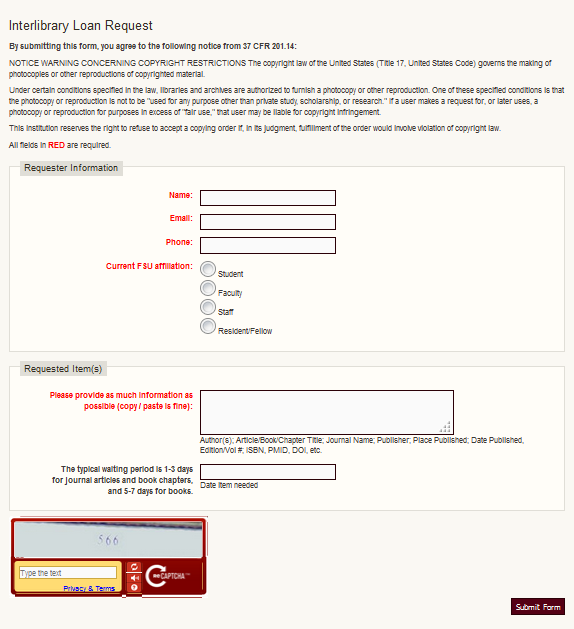 Interlibrary Loan Request
By submitting this form, you agree to the following notice from 37 CFR 201.14:
NOTICE WARNING CONCERNING COPYRIGHT RESTRICTIONS The copyright law of the United States (Title 17, United States Code) governs the making of
photocopies or other reproductions of copyrighted material.
Under certain conditions specified in the law, libraries and archives are authorized to furnish a photocopy or other reproduction. One of these specified conditions is that
the photocopy or reproduction is not to be "used for any purpose other than private study, scholarship, or research." If a user makes a request for, or later uses, a
photocopy or reproduction for purposes in excess of "fair use," that user may be liable for copyright infringement.
This institution reserves the right to refuse to accept a copying order if, in its judgment, fulfillment of the order would involve violation of copyright law.
All fields in RED are required.
Requester Information
Name:
Email:
Phone:
Current FSU affiliation:
Student
Faculty
Staff
Resident/Fellow
Requested Item(s)
Please provide as much information as
possible (copy / paste is fine):
Author(s); Article/Book/Chapter Title; Journal Name; Publisher; Place Published; Date Published,
Edition/Vol #; ISBN, PMID, DOI, etc.
The typical waiting period is 1-3 days
for journal articles and book chapters,
and 5-7 days for books.
Date item needed
566
Type the text
Privacy & Terms
reCAPTCHA™
Submit Form